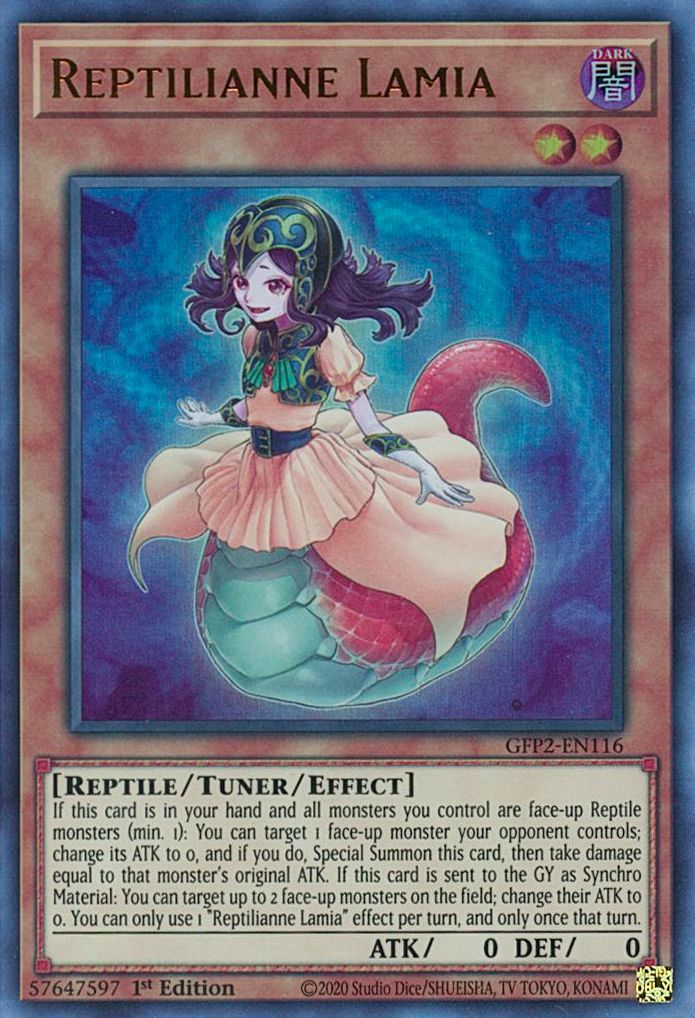 Reptilianne Lamia
DARK
闇
GFP2-EN116
[Reptile/Tuner/Effect]
If this card is in your hand and all monsters you control are face-up Reptile
monsters (min. 1): You can target 1 face-up monster your opponent controls;
change its ATK to 0, and if you do, Special Summon this card, then take damage
equal to that monster's original ATK. If this card is sent to the GY as Synchro
Material: You can target up to 2 face-up monsters on the field; change their ATK to
0. You can only use 1 "Reptilianne Lamia" effect per turn, and only once that turn.
ATK/ 0 DEF/ 0
57647597 1st Edition ©2020 Studio Dice/SHUEISHA, TV TOKYO, KONAMI